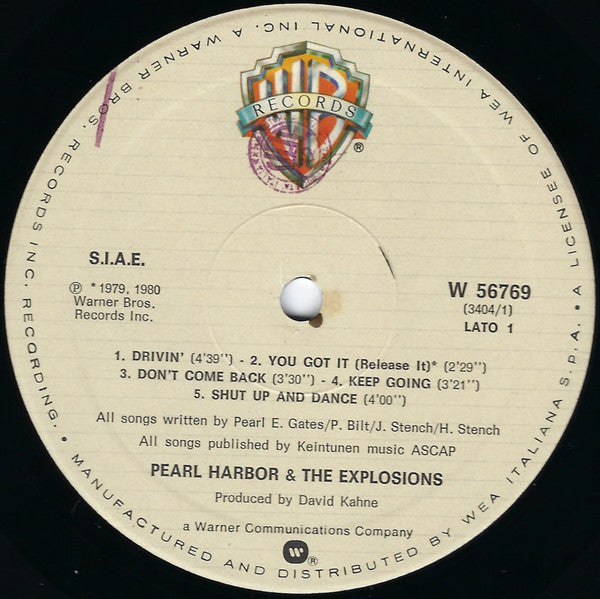 RECORDS
®
S.I.A.E.
℗ *1979, 1980
Warner Bros.
Records Inc.
W 56769
(3404/1)
LATO 1
1. DRIVIN' (4'39'') - 2. YOU GOT IT (Release It)* (2'29'')
3. DON'T COME BACK (3'30'') - 4. KEEP GOING (3'21'')
5. SHUT UP AND DANCE (4'00'')
All songs written by Pearl E. Gates/P. Bilt/J. Stench/H. Stench
All songs published by Keintunen music ASCAP
PEARL HARBOR & THE EXPLOSIONS
Produced by David Kahne
a Warner Communications Company
®
• MANUFACTURED AND DISTRIBUTED BY WEA ITALIANA S.P.A. • A LICENSEE OF WEA INTERNATIONAL INC. A WARNER BROS. RECORDS INC. RECORDING.